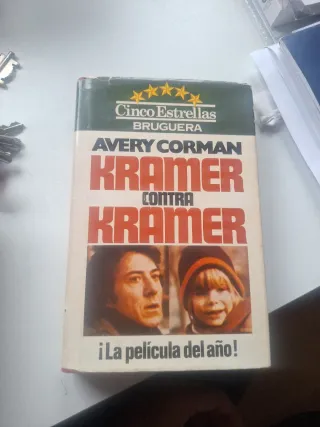 Cinco Estrellas
BRUGUERA
AVERY CORMAN
KRAMER
CONTRA
KRAMER
¡La película del año!